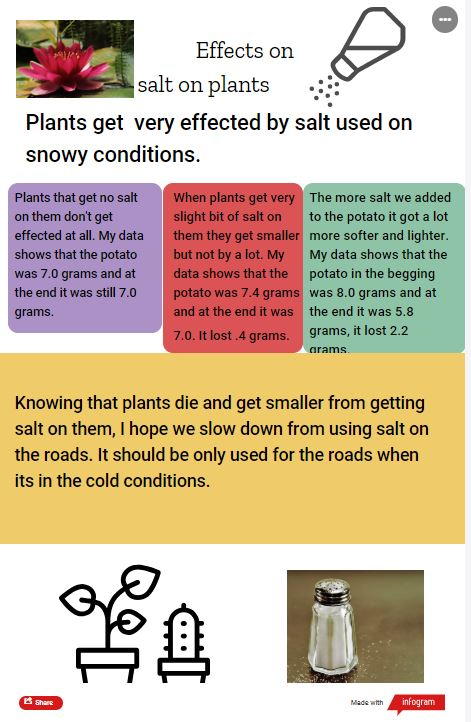 Effects on
salt on plants
Plants get very effected by salt used on
snowy conditions.
Plants that get no salt
on them don't get
effected at all. My data
shows that the potato
was 7.0 grams and at
the end it was still 7.0
grams.
When plants get very
slight bit of salt on
them they get smaller
but not by a lot. My
data shows that the
potato was 7.4 grams
and at the end it was
7.0. It lost .4 grams.
The more salt we added
to the potato it got a lot
more softer and lighter.
My data shows that the
potato in the begging
was 8.0 grams and at
the end it was 5.8
grams, it lost 2.2
grams.
Knowing that plants die and get smaller from getting
salt on them, I hope we slow down from using salt on
the roads. It should be only used for the roads when
its in the cold conditions.
Share
Made with infogram